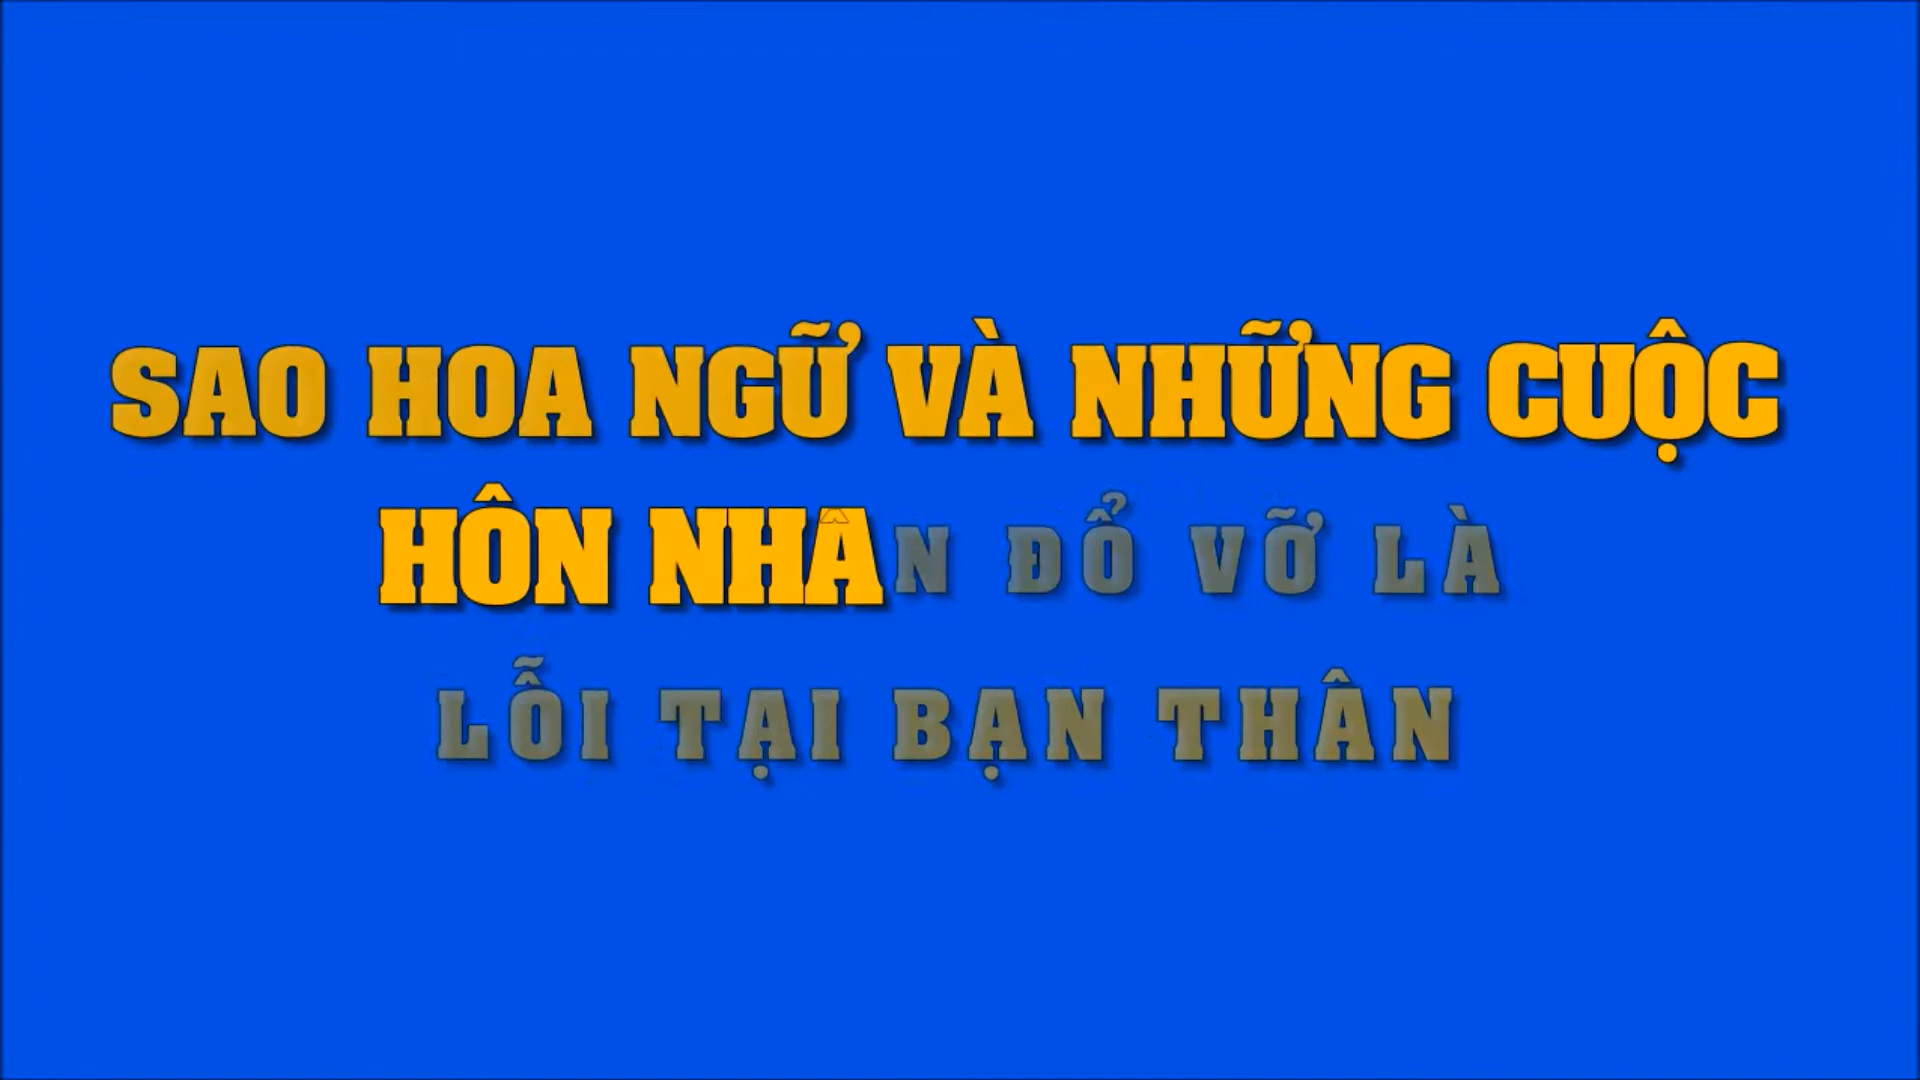 SAO HOA NGỮ VÀ NHỮNG CUỘC
HÔN NHÂN ĐỔ VỠ LÀ
LỖI TẠI BẠN THÂN